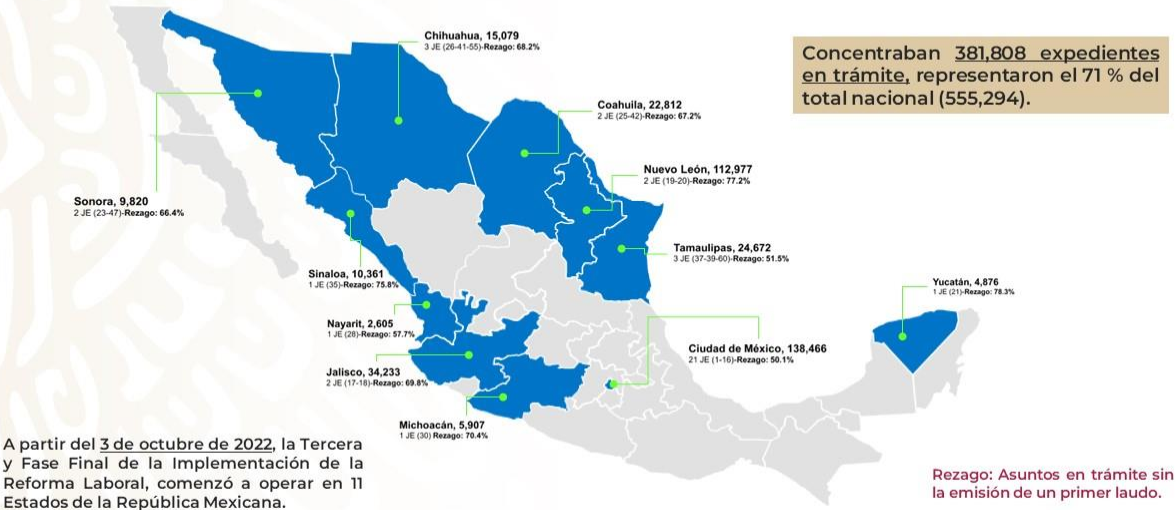 Chihuahua, 15,079
3 JE (26-41-55)-Rezago: 68.2%
Concentraban 381,808 expedientes
en trámite, representaron el 71 % del
total nacional (555,294).
Coahuila, 22,812
2 JE (25-42)-Rezago: 67.2%
Nuevo León, 112,977
2 JE (19-20)-Rezago: 77.2%
Sonora, 9,820
2 JE (23-47)-Rezago: 66.4%
Tamaulipas, 24,672
3 JE (37-39-60)-Rezago: 51.5%
Sinaloa, 10,361
1 JE (35)-Rezago: 75.8%
Yucatán, 4,876
1 JE (21)-Rezago: 78.3%
Nayarit, 2,605
1 JE (28)-Rezago: 57.7%
Ciudad de México, 138,466
21 JE (1-16)-Rezago: 50.1%
Jalisco, 34,233
2 JE (17-18)-Rezago: 69.8%
Michoacán, 5,907
1 JE (30) Rezago: 70.4%
A partir del 3 de octubre de 2022, la Tercera
y Fase Final de la Implementación de la
Reforma Laboral, comenzó a operar en 11
Estados de la República Mexicana.
Rezago: Asuntos en trámite sin
la emisión de un primer laudo.